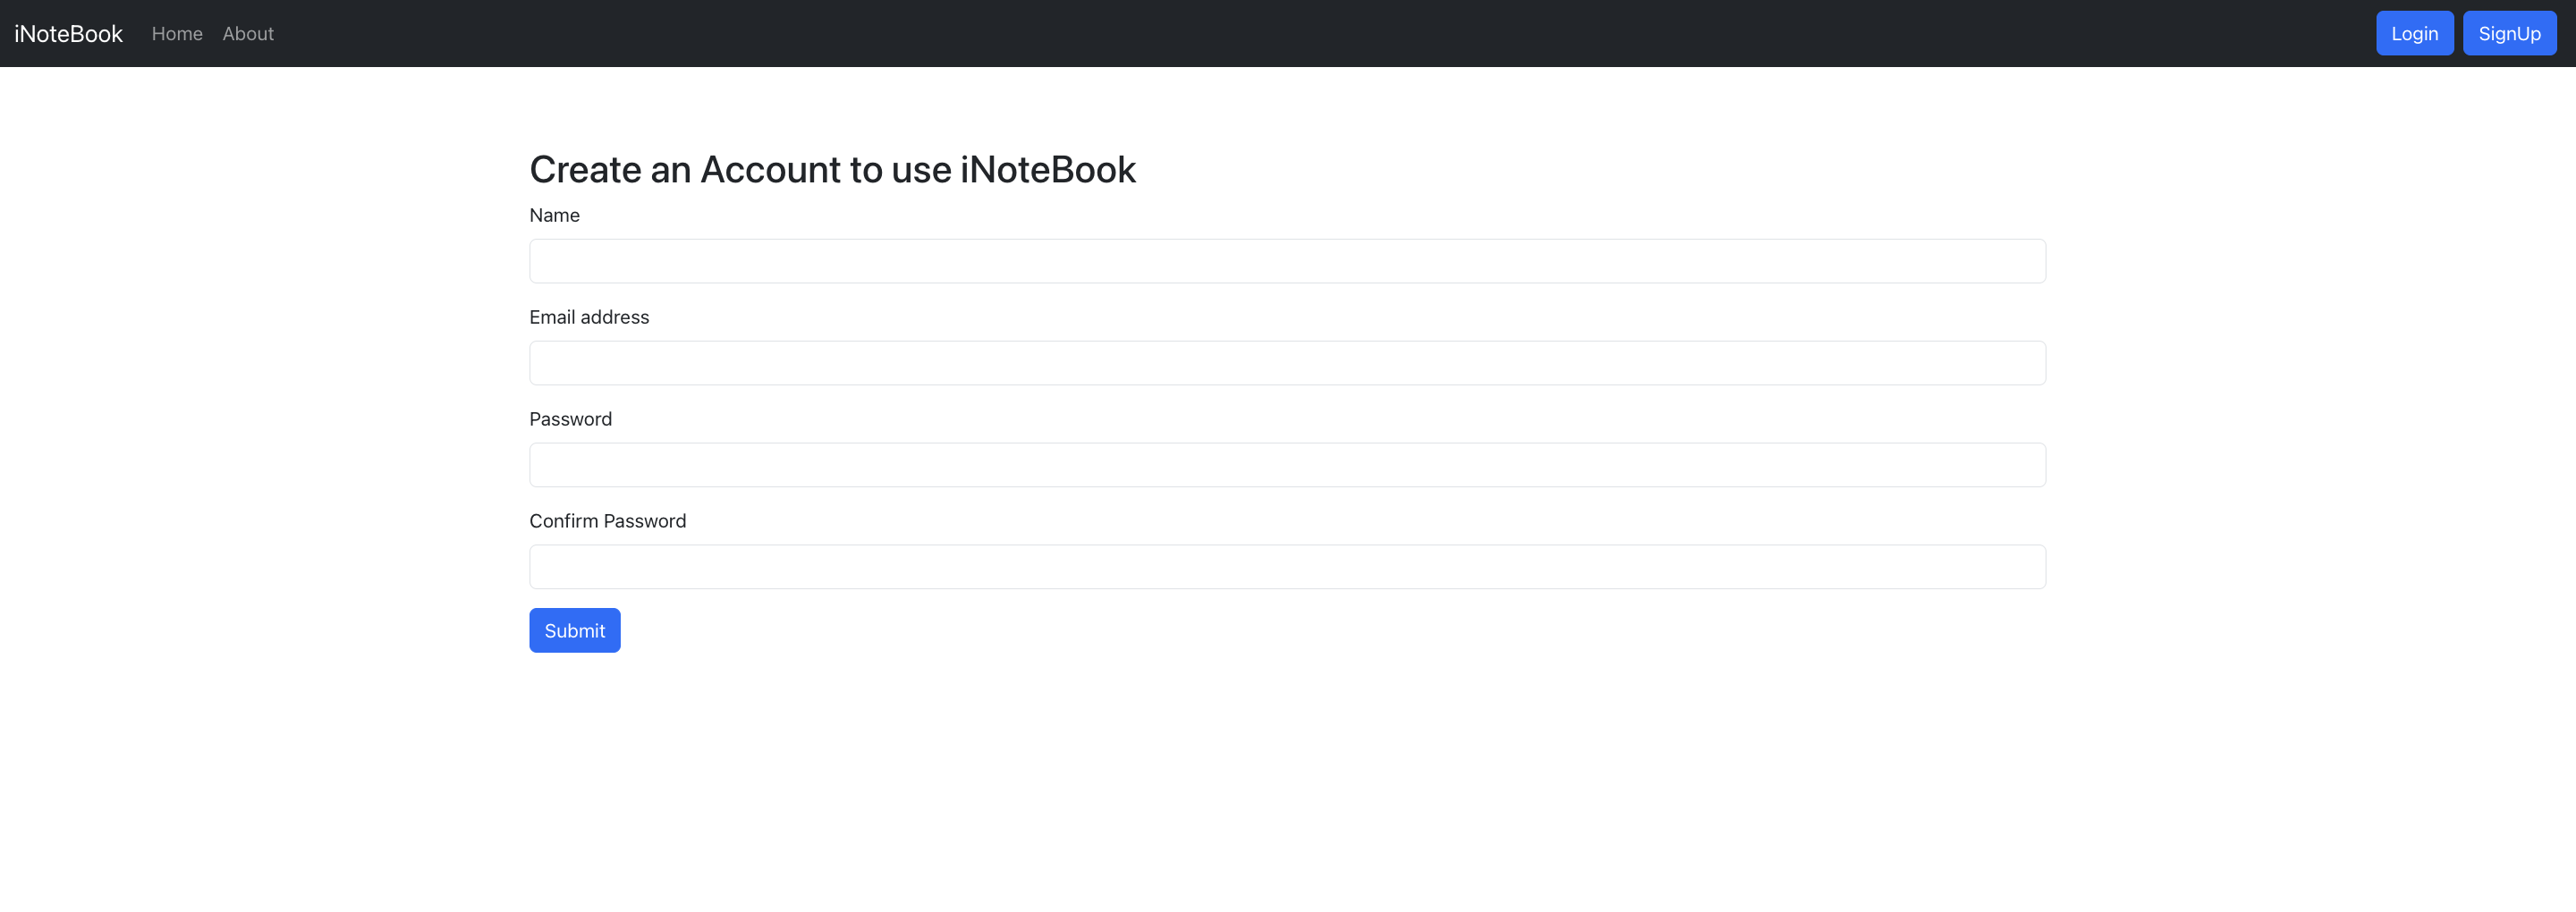 iNoteBook Home About Login SignUp
Create an Account to use iNoteBook
Name
Email address
Password
Confirm Password
Submit